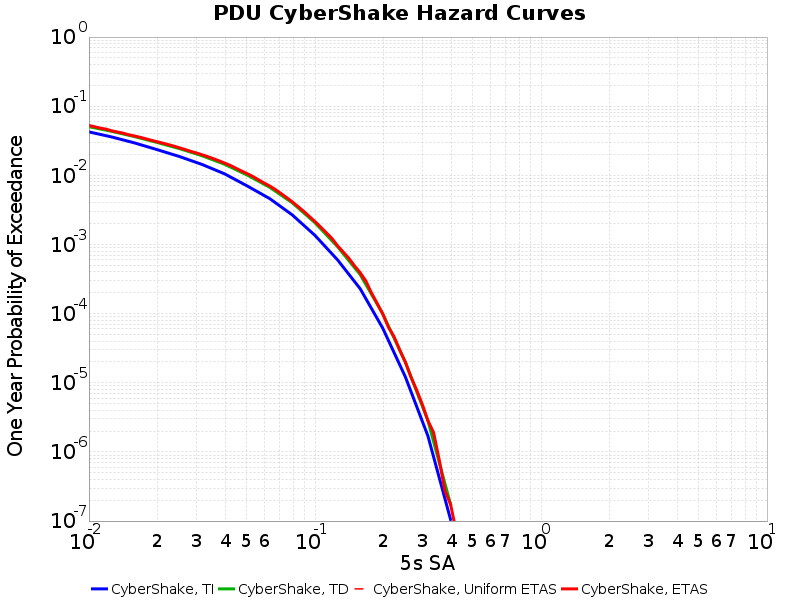 PDU CyberShake Hazard Curves
One Year Probability of Exceedance
10^0
10^-1
10^-2
10^-3
10^-4
10^-5
10^-6
10^-7
10^-2 2 3 4 5 6 10^-1 2 3 4 5 6 7 10^0 2 3 4 5 6 7 10^1
5s SA
CyberShake, TI CyberShake, TD CyberShake, Uniform ETAS CyberShake, ETAS